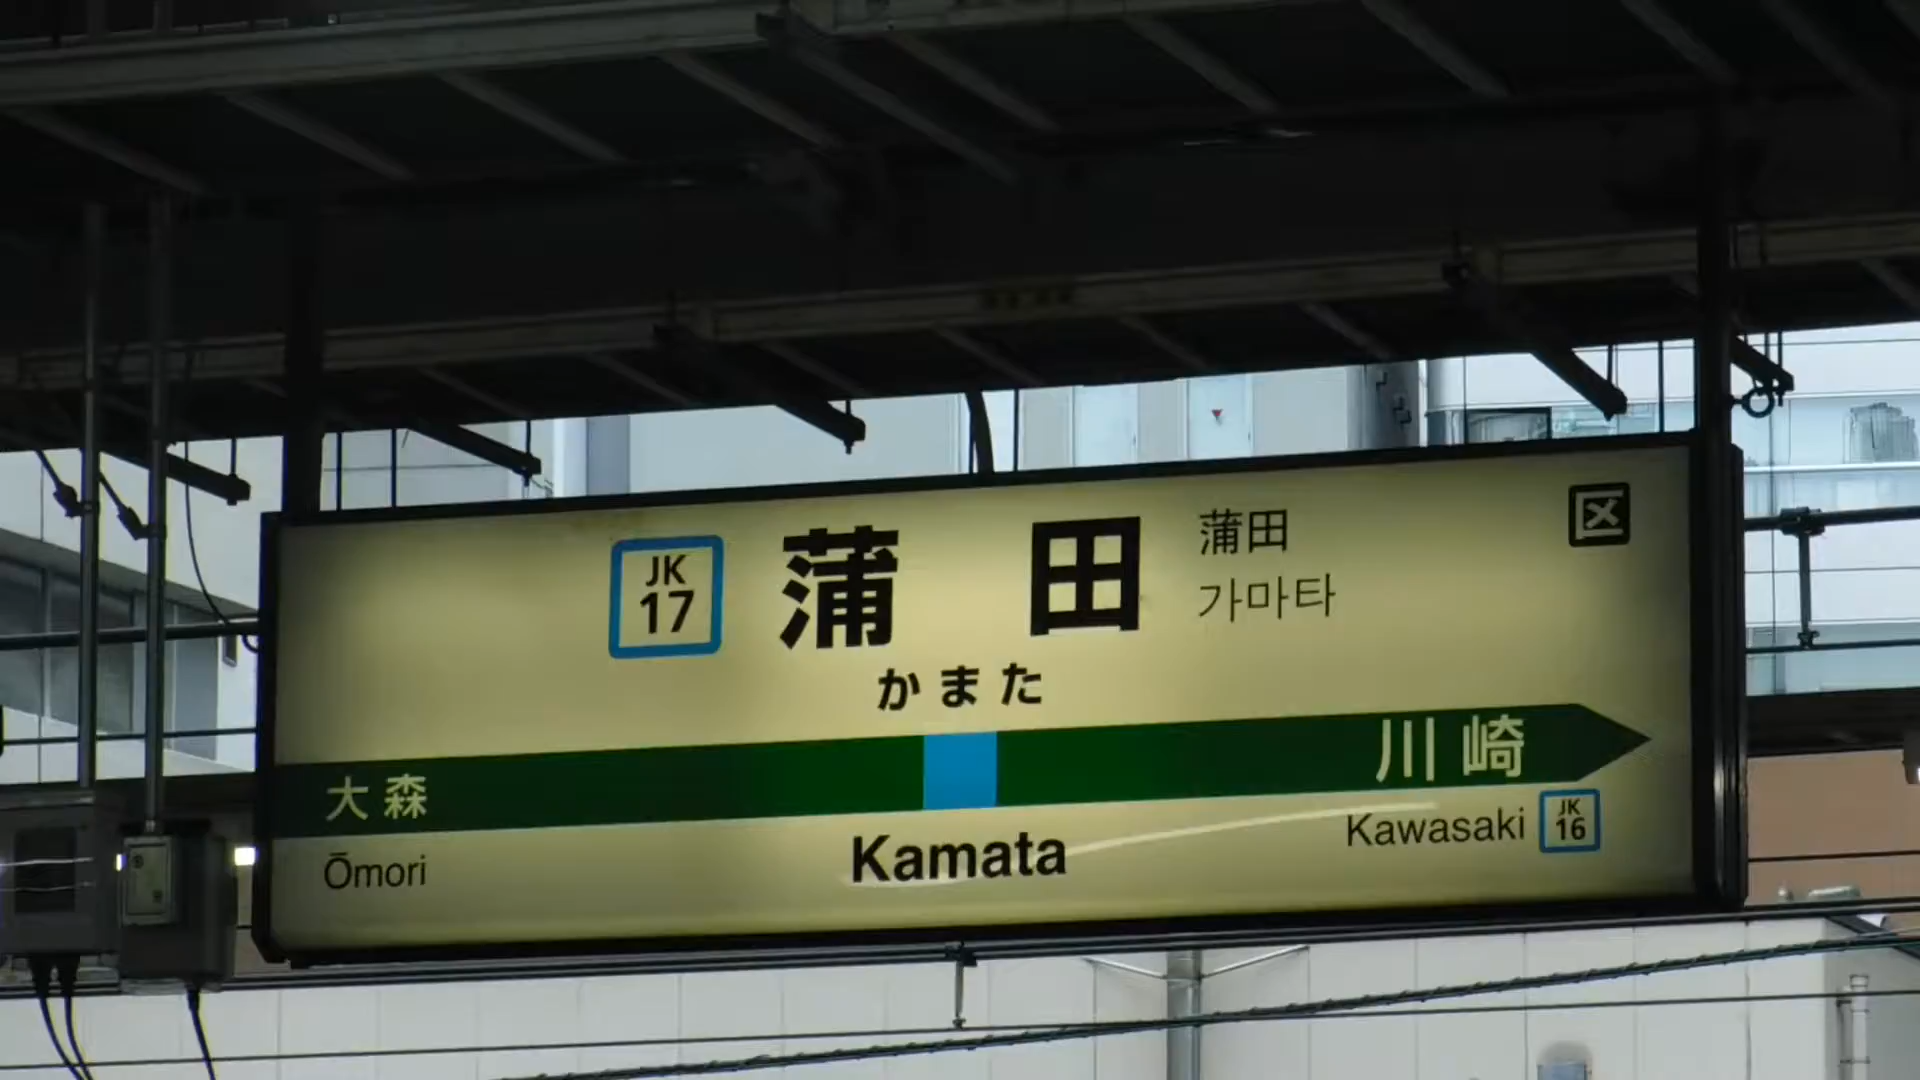 JK
17
蒲田
蒲田
가마타
区
かまた
大森
川崎
Ōmori
Kamata
Kawasaki
JK
16